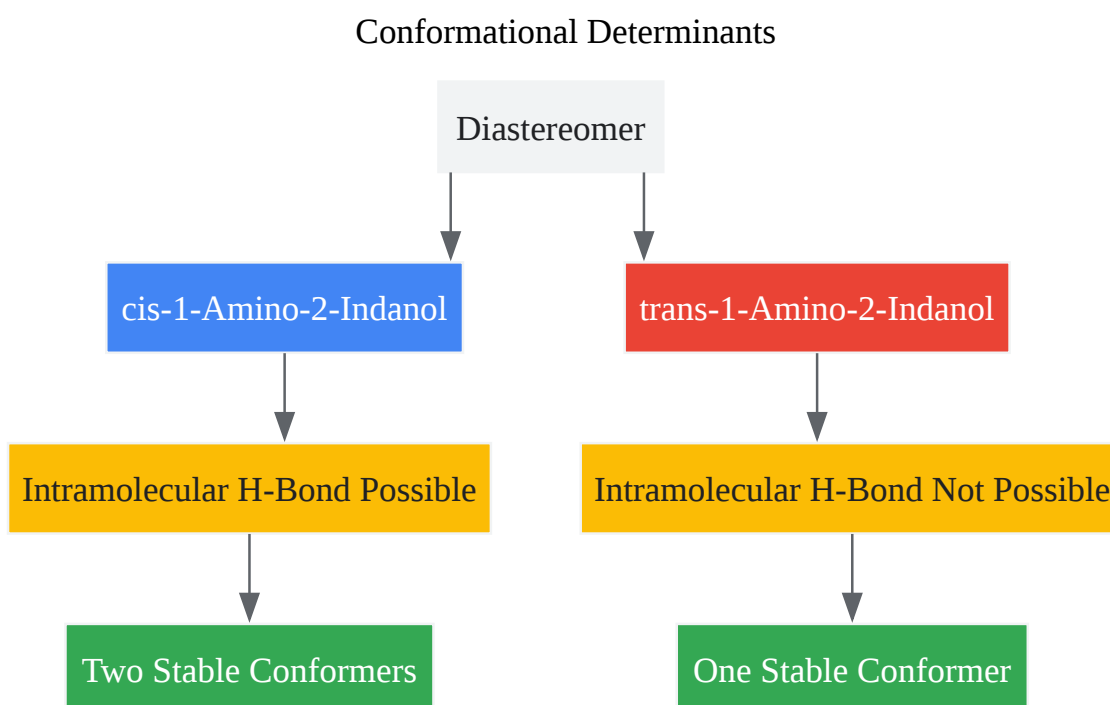 Conformational Determinants
Diastereomer
cis-1-Amino-2-Indanol
trans-1-Amino-2-Indanol
Intramolecular H-Bond Possible
Intramolecular H-Bond Not Possible
Two Stable Conformers
One Stable Conformer